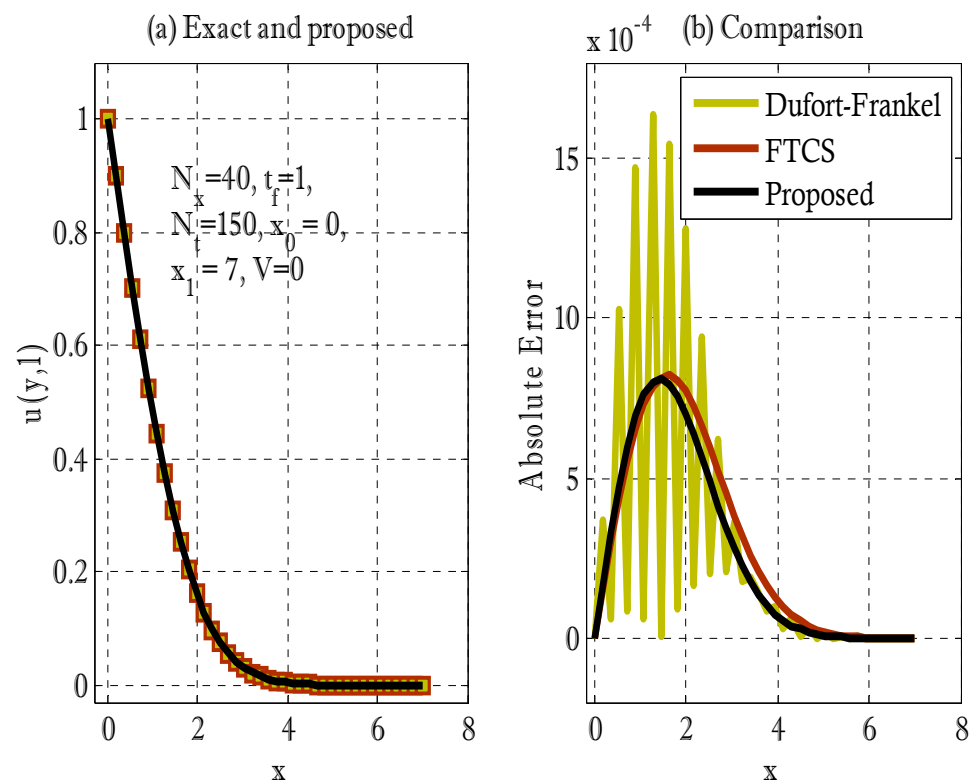 (a) Exact and proposed
N_x=40, t_f=1,
N_t=150, x_0 = 0,
x_1 = 7, V=0
u(y,1)
1
0.8
0.6
0.4
0.2
0
0 2 4 6 8
x
(b) Comparison
x 10^-4
Dufort-Frankel
FTCS
Proposed
Absolute Error
15
10
5
0
0 2 4 6 8
x